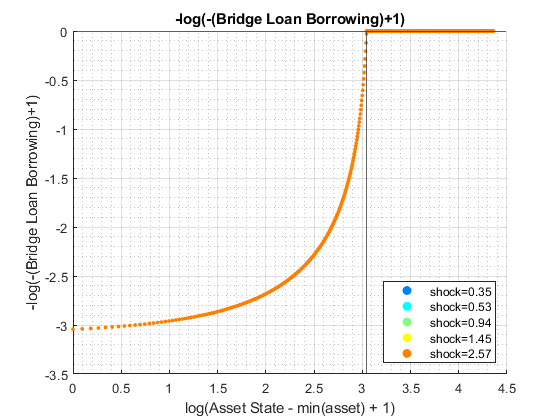 -log(-(Bridge Loan Borrowing)+1)
0
-0.5
-1
-1.5
-2
-2.5
-3
-3.5
-log(-(Bridge Loan Borrowing)+1)
shock=0.35
shock=0.53
shock=0.94
shock=1.45
shock=2.57
0 0.5 1 1.5 2 2.5 3 3.5 4 4.5
log(Asset State - min(asset) + 1)